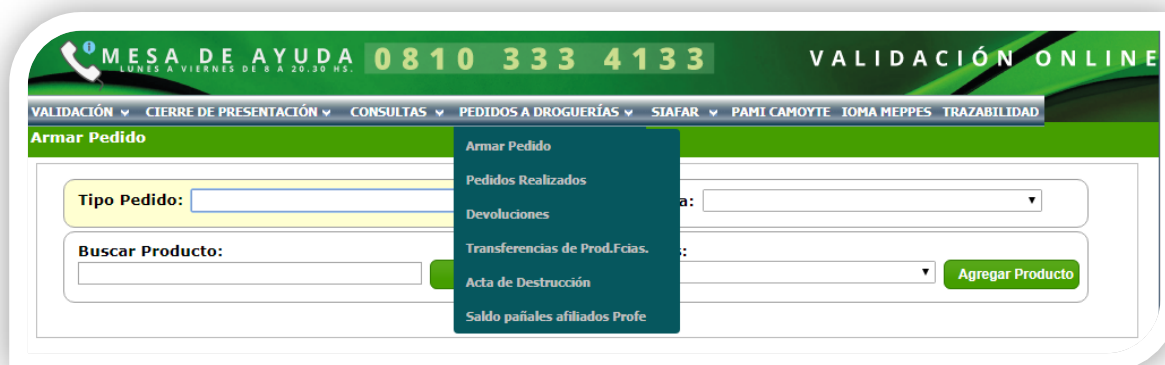 MESA DE AYUDA 0810 333 4133 VALIDACIÓN ONLINE
LUNES A VIERNES DE 8 A 20.30 HS.
VALIDACIÓN CIERRE DE PRESENTACIÓN CONSULTAS PEDIDOS A DROGUERÍAS SIAFAR PAMI CAMOYTE IOMA MEPPES TRAZABILIDAD
Armar Pedido
Armar Pedido
Pedidos Realizados
Devoluciones
Transferencias de Prod.Fcias.
Acta de Destrucción
Saldo pañales afiliados Profe
Tipo Pedido: a:
Buscar Producto:
Agregar Producto